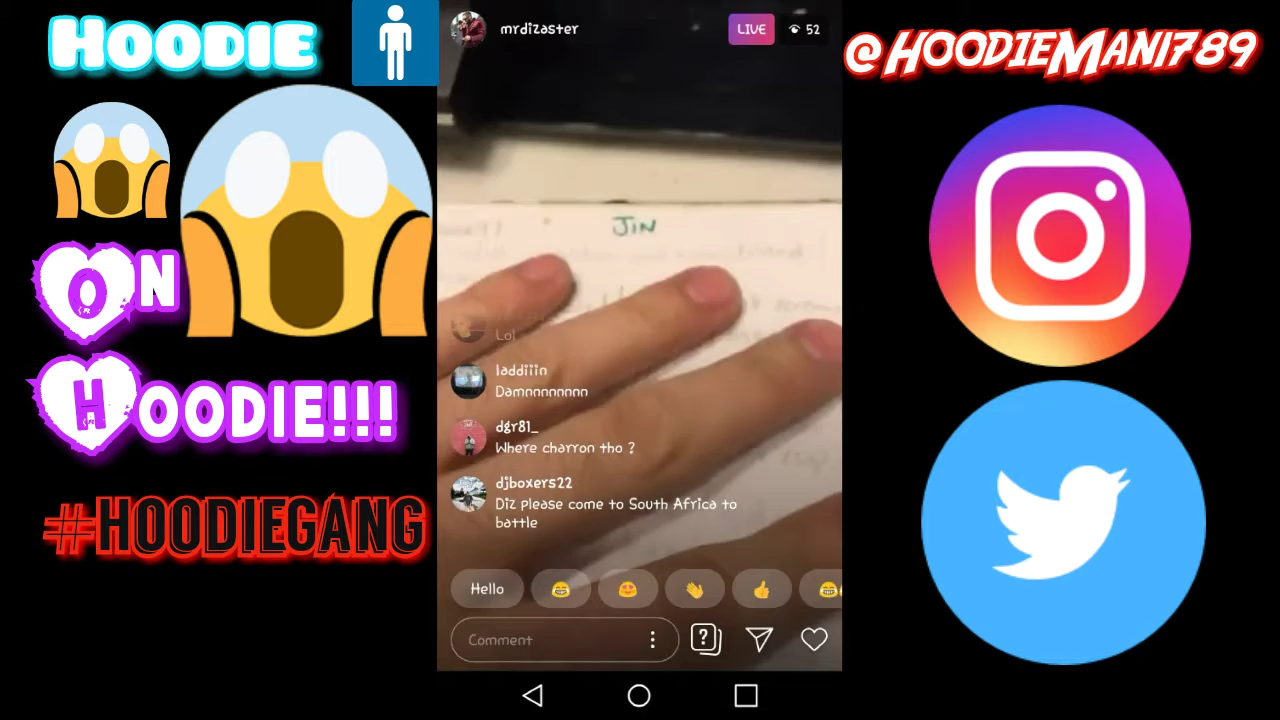 HOODIE
ON
HOODIE!!!
#HOODIEGANG
mrdizaster
LIVE
52
JIN
Lol
laddiiin
Damnnnnnnnn
dgr81_
Where charron tho ?
djboxers22
Diz please come to South Africa to
battle
Hello
Comment
@HOODIEMAN1789